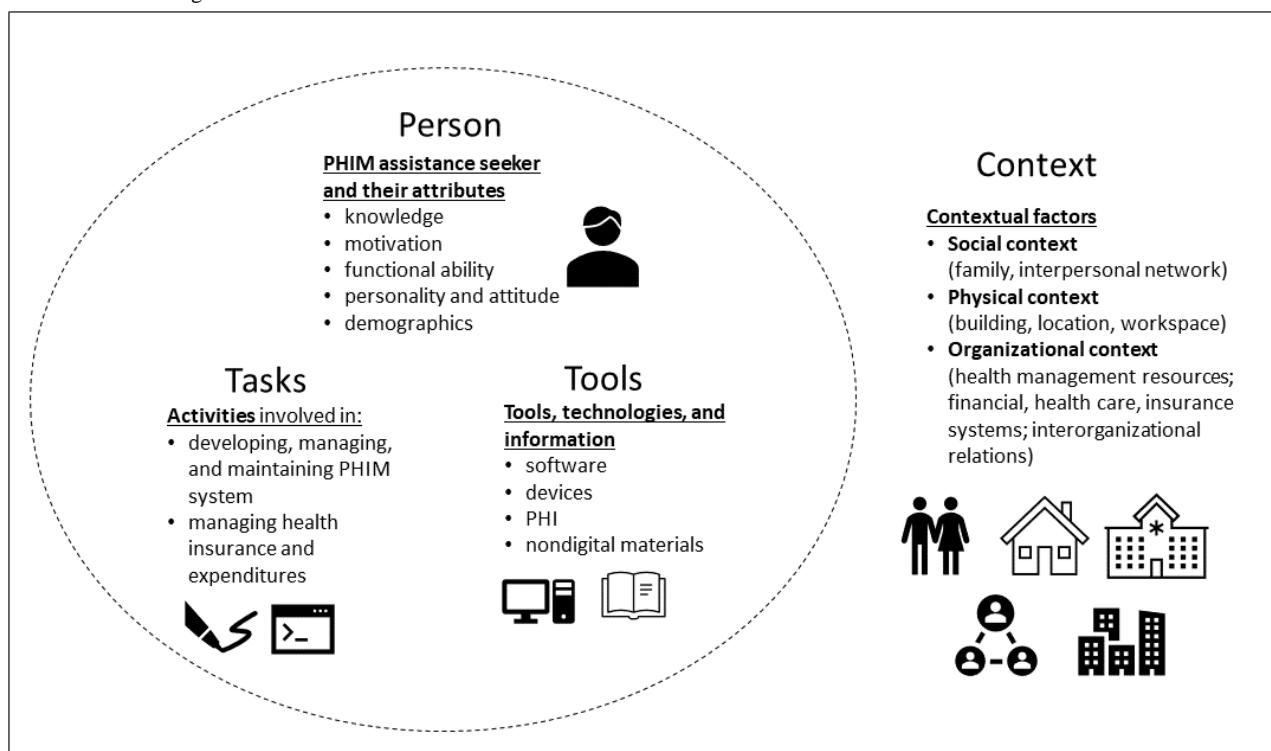 Person
PHIM assistance seeker
and their attributes
• knowledge
• motivation
• functional ability
• personality and attitude
• demographics
Tasks
Activities involved in:
• developing, managing,
and maintaining PHIM
system
• managing health
insurance and
expenditures
Tools
Tools, technologies, and
information
• software
• devices
• PHI
• nondigital materials
Context
Contextual factors
• Social context
(family, interpersonal network)
• Physical context
(building, location, workspace)
• Organizational context
(health management resources;
financial, health care, insurance
systems; interorganizational
relations)